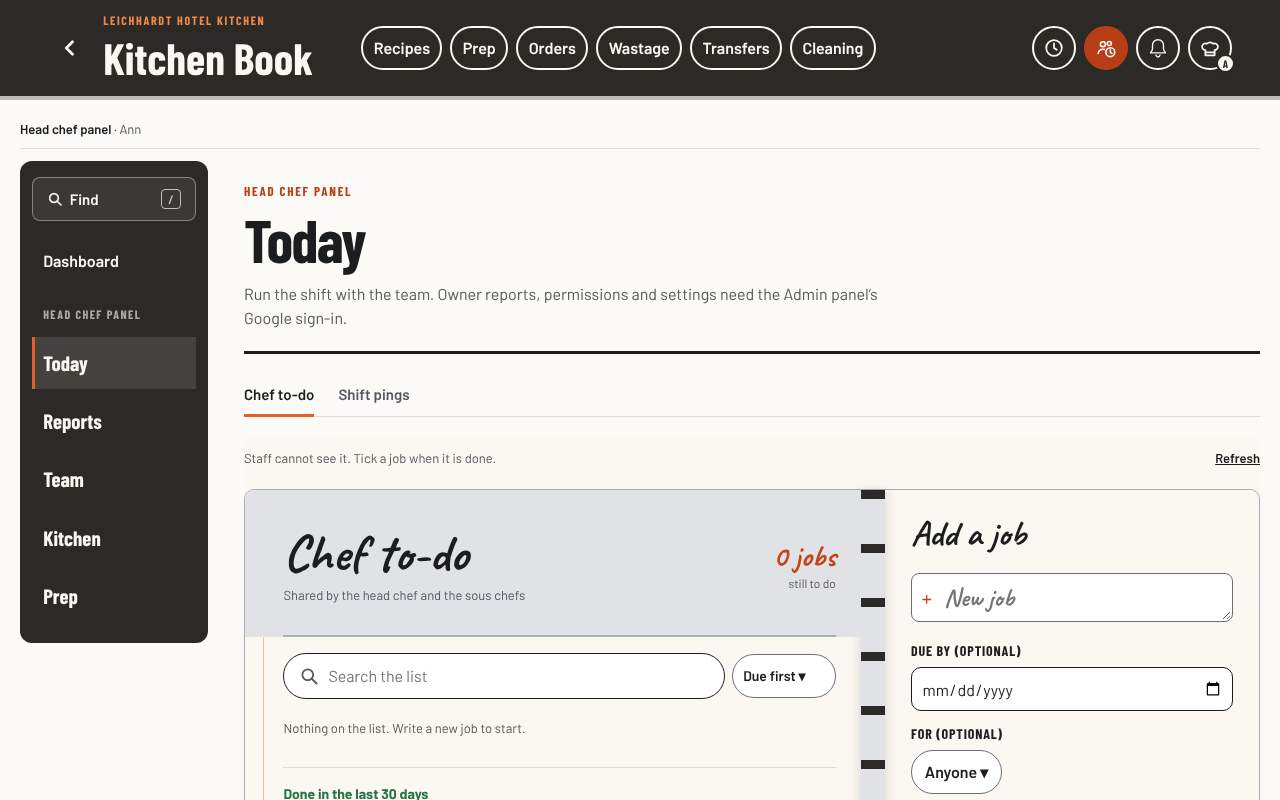 LEICHHARDT HOTEL KITCHEN
Kitchen Book
Recipes
Prep
Orders
Wastage
Transfers
Cleaning
A
Head chef panel · Ann
Find
/
Dashboard
HEAD CHEF PANEL
Today
Reports
Team
Kitchen
Prep
HEAD CHEF PANEL
Today
Run the shift with the team. Owner reports, permissions and settings need the Admin panel's
Google sign-in.
Chef to-do
Shift pings
Staff cannot see it. Tick a job when it is done.
Refresh
Chef to-do
Shared by the head chef and the sous chefs
0 jobs
still to do
Search the list
Due first ▾
Nothing on the list. Write a new job to start.
Done in the last 30 days
Add a job
+ New job
DUE BY (OPTIONAL)
mm/dd/yyyy
FOR (OPTIONAL)
Anyone ▾